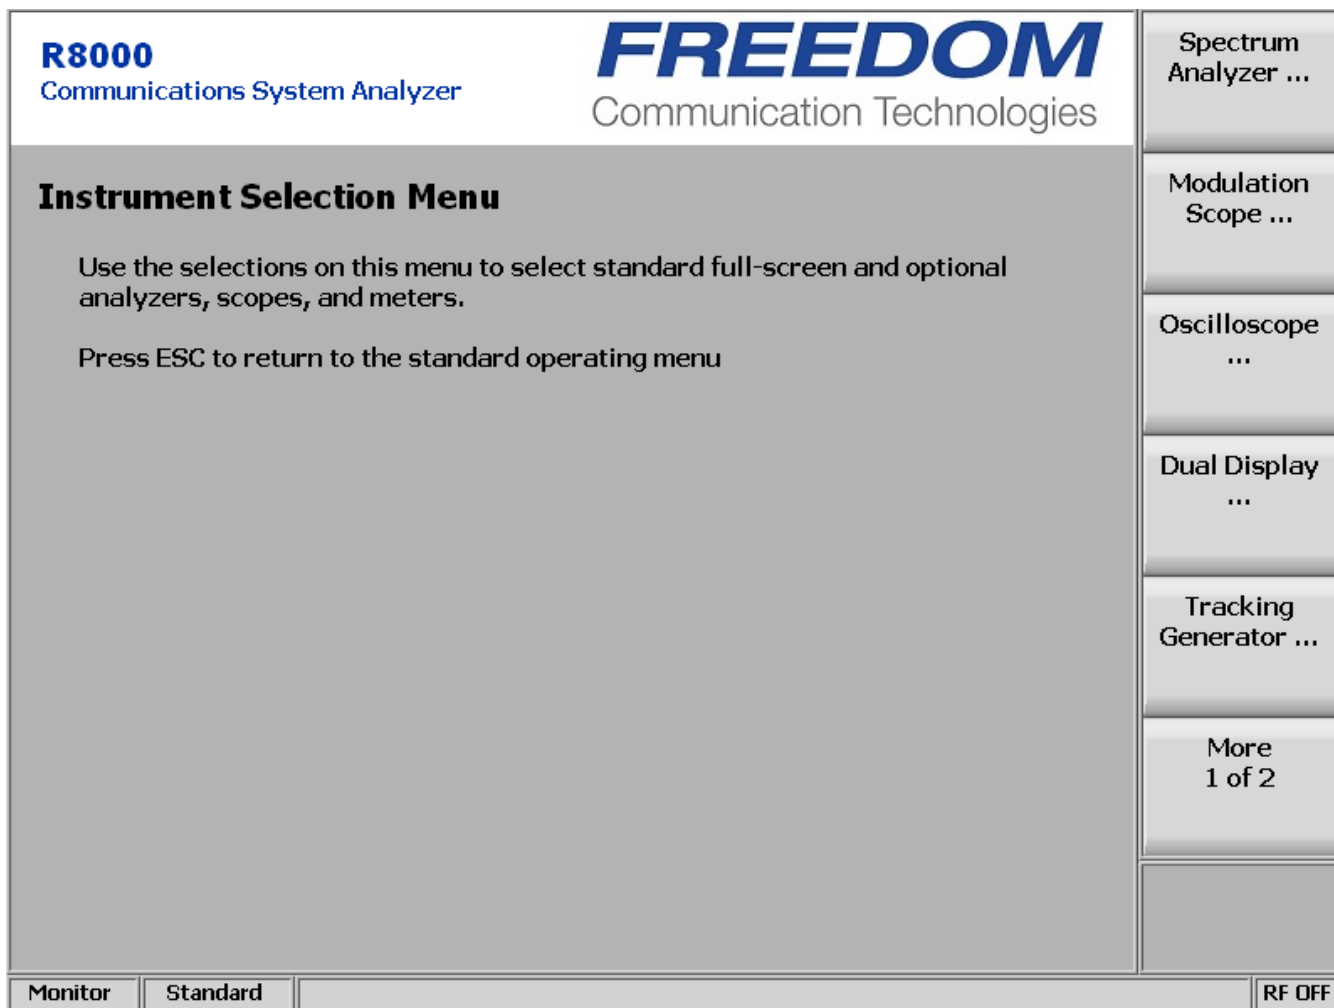 R8000
Communications System Analyzer
FREEDOM
Communication Technologies
Instrument Selection Menu
Use the selections on this menu to select standard full-screen and optional
analyzers, scopes, and meters.
Press ESC to return to the standard operating menu
Spectrum
Analyzer ...
Modulation
Scope ...
Oscilloscope
...
Dual Display
...
Tracking
Generator ...
More
1 of 2
Monitor
Standard
RF OFF